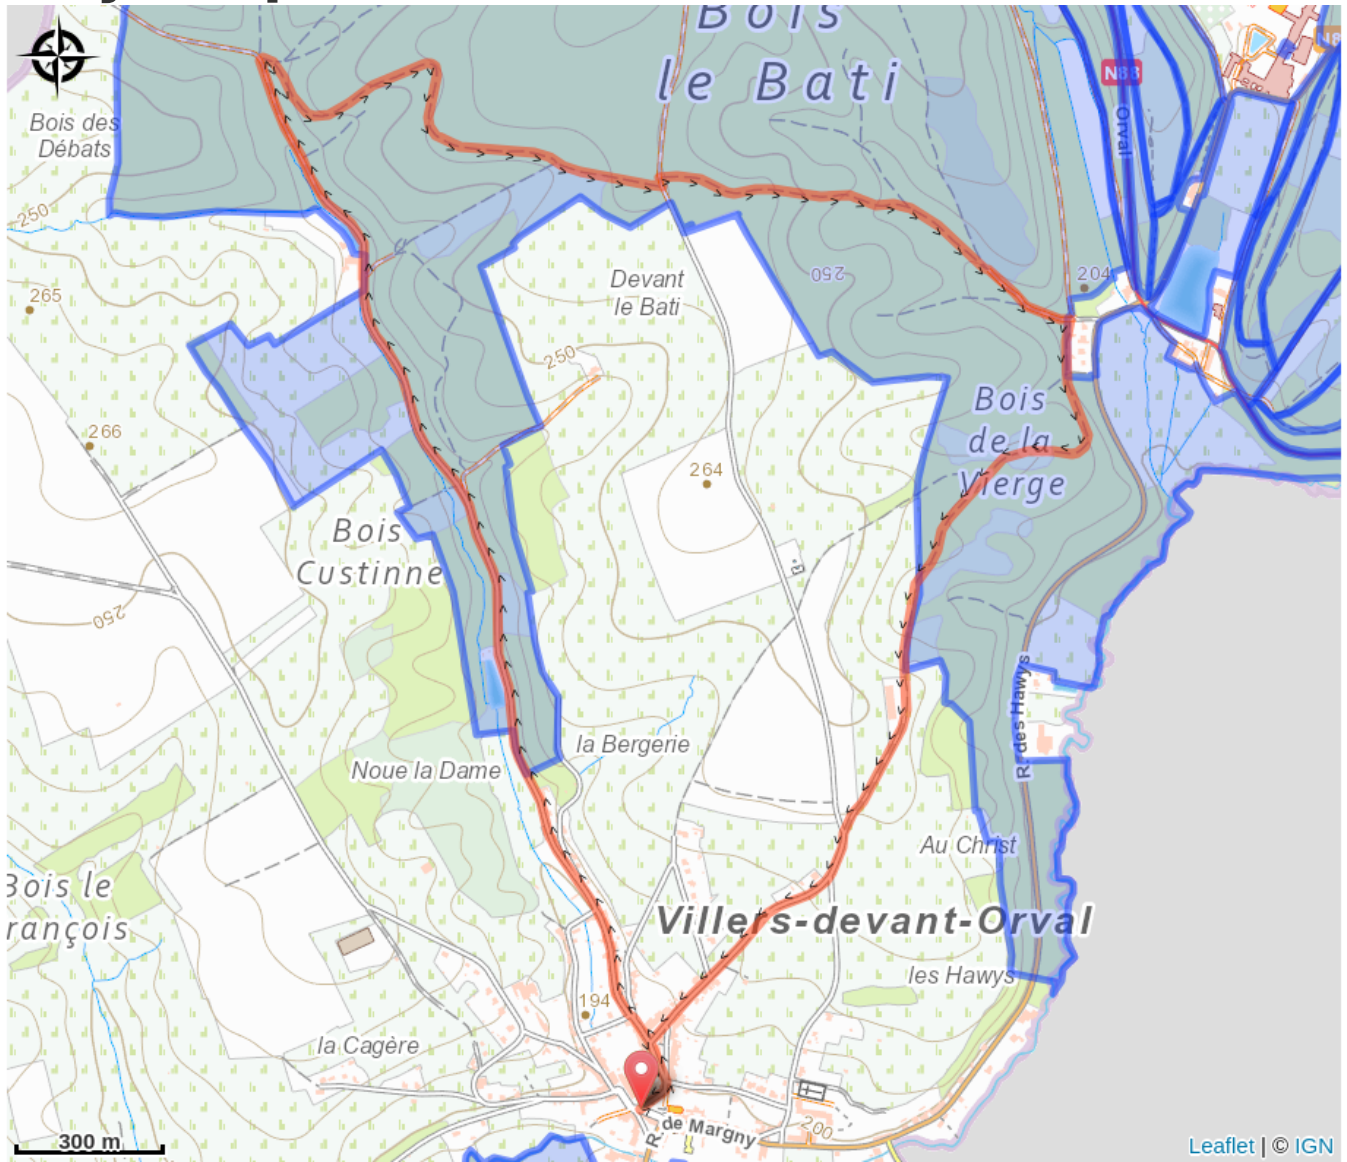 Bois
le Bati
N88
Orval
Bois des
Débats
250
Devant
le Bati
250
204
265
250
Bois
de la
Vierge
266
264
Bois
Custinne
250
R. des Hawys
la Bergerie
Noue la Dame
Au Christ
Bois le
rançois
Villers-devant-Orval
les Hawys
194
la Cagère
R. de Margny
200
300 m
Leaflet | © IGN